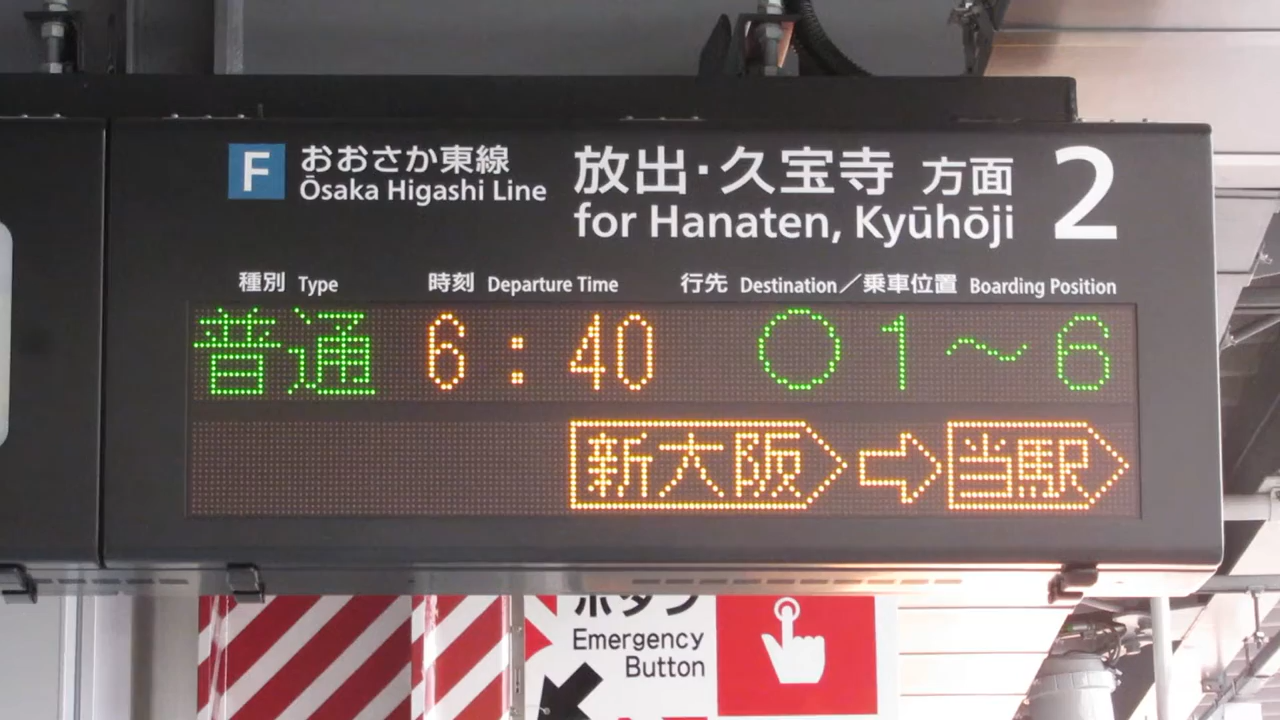 F おおさか東線 放出・久宝寺 方面 2
Ōsaka Higashi Line for Hanaten, Kyūhōji
種別 Type 時刻 Departure Time 行先 Destination／乗車位置 Boarding Position
普通 6:40 ○1～6
新大阪 ⇨ 当駅
ボタン
Emergency
Button